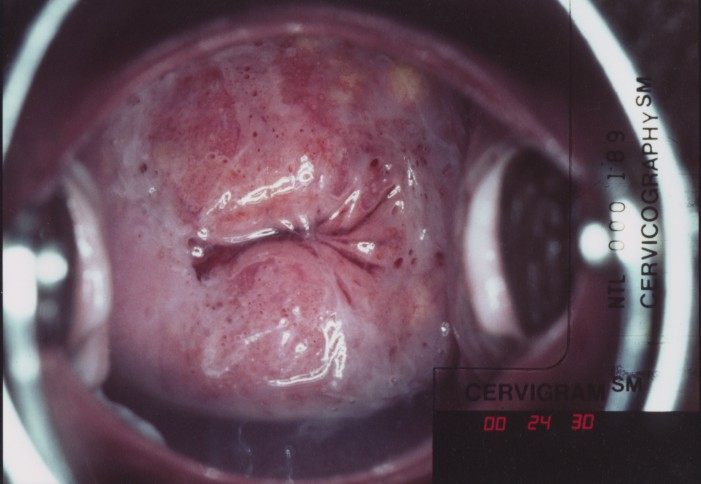 NTL 000 189
CERVICOGRAPHY SM
CERVIGRAM SM
00 24 30